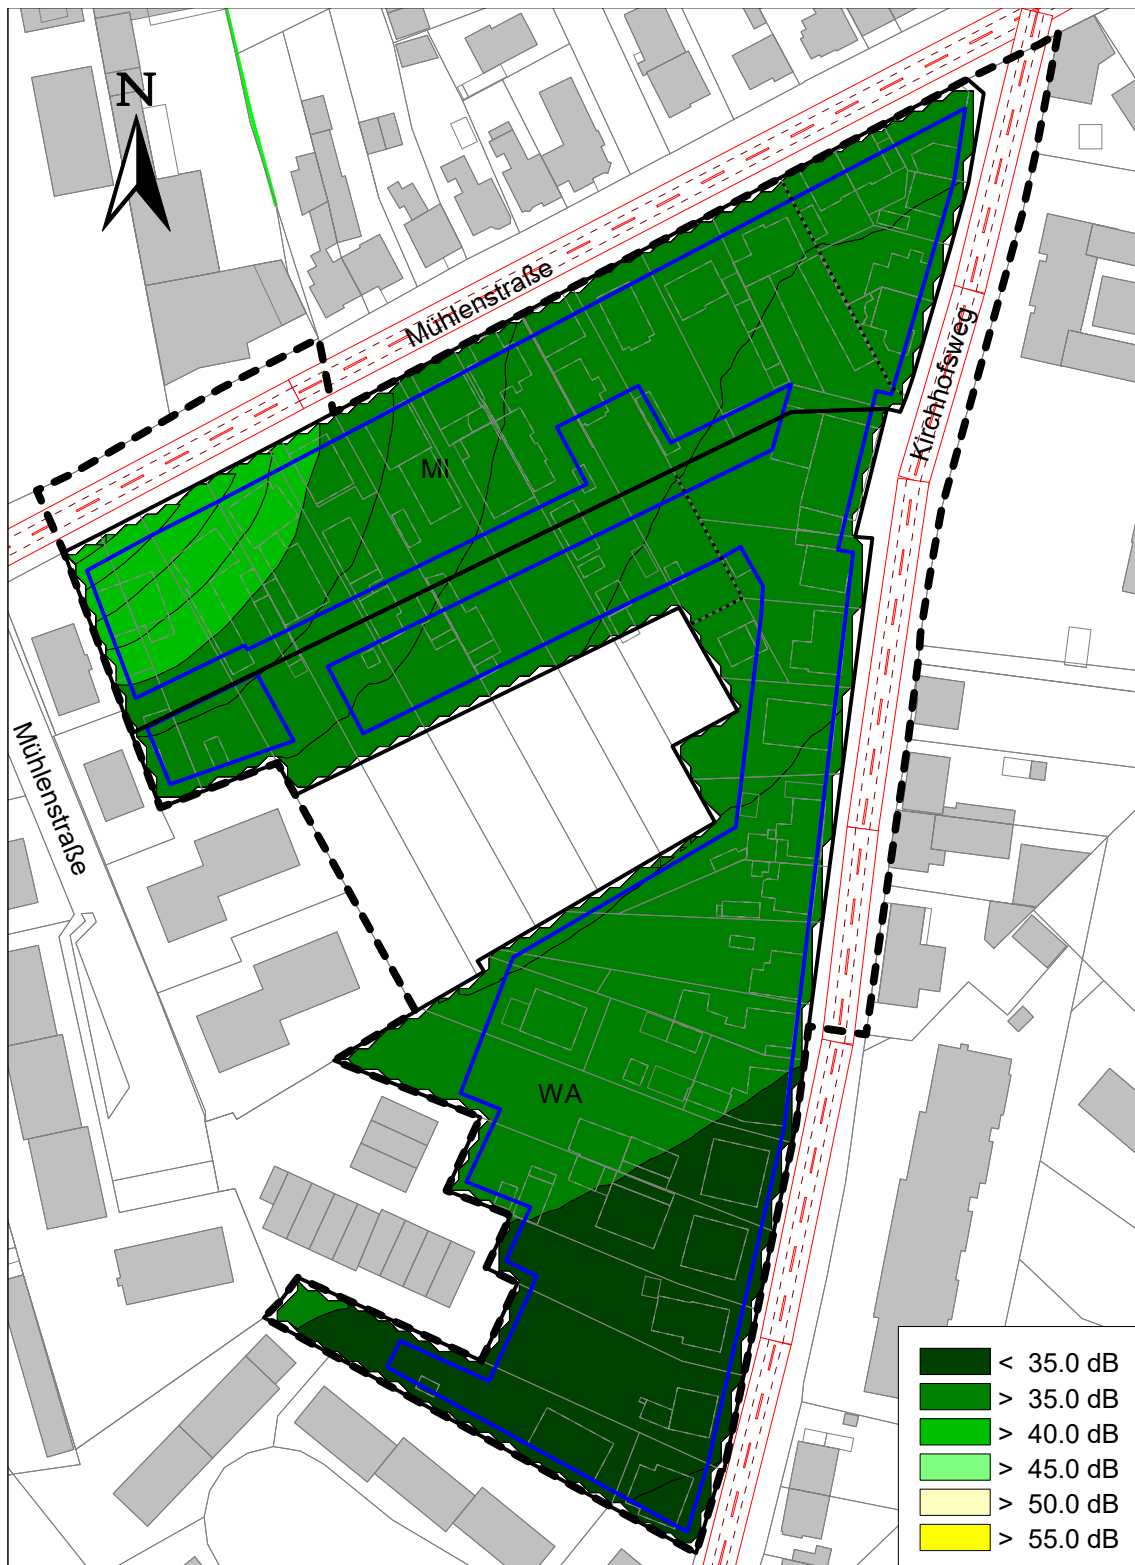 N
Mühlenstraße
Kirchhofsweg
MI
Mühlenstraße
WA
< 35.0 dB
> 35.0 dB
> 40.0 dB
> 45.0 dB
> 50.0 dB
> 55.0 dB